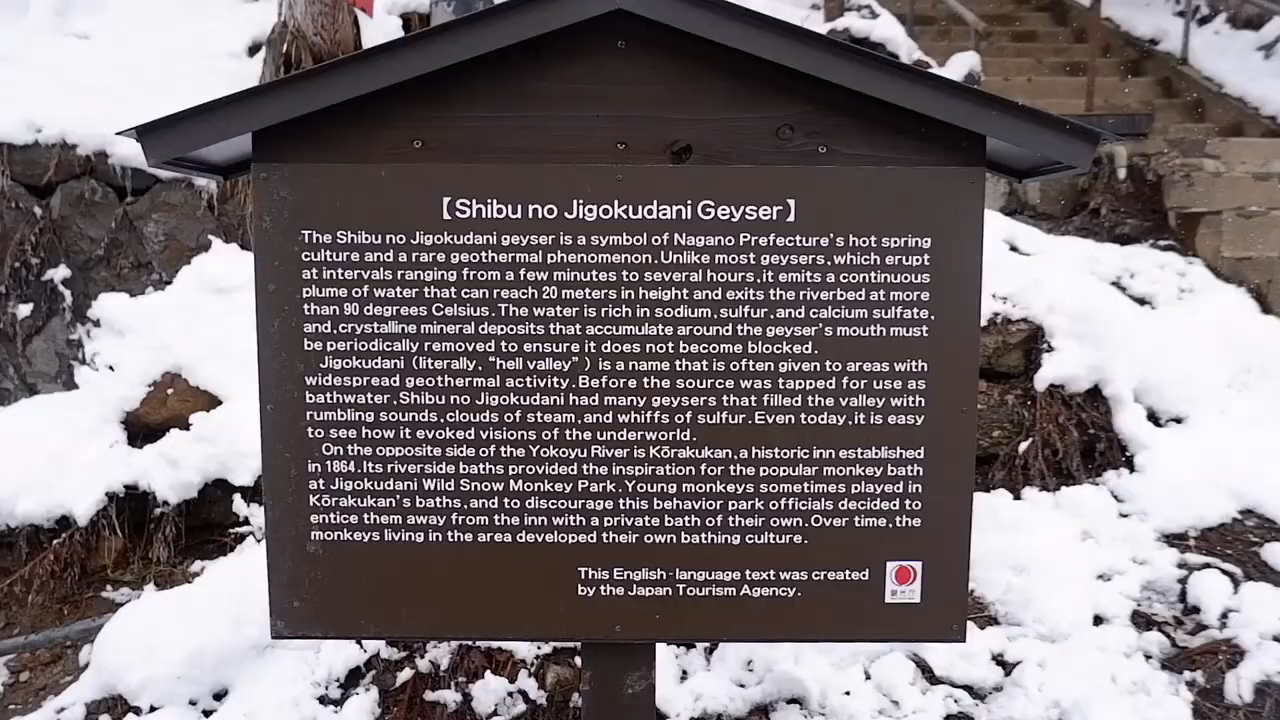 【Shibu no Jigokudani Geyser】
The Shibu no Jigokudani geyser is a symbol of Nagano Prefecture's hot spring
culture and a rare geothermal phenomenon. Unlike most geysers, which erupt
at intervals ranging from a few minutes to several hours, it emits a continuous
plume of water that can reach 20 meters in height and exits the riverbed at more
than 90 degrees Celsius. The water is rich in sodium, sulfur, and calcium sulfate,
and, crystalline mineral deposits that accumulate around the geyser's mouth must
be periodically removed to ensure it does not become blocked.
Jigokudani (literally, “hell valley”) is a name that is often given to areas with
widespread geothermal activity. Before the source was tapped for use as
bathwater, Shibu no Jigokudani had many geysers that filled the valley with
rumbling sounds, clouds of steam, and whiffs of sulfur. Even today, it is easy
to see how it evoked visions of the underworld.
On the opposite side of the Yokoyu River is Kōrakukan, a historic inn established
in 1864. Its riverside baths provided the inspiration for the popular monkey bath
at Jigokudani Wild Snow Monkey Park. Young monkeys sometimes played in
Kōrakukan's baths, and to discourage this behavior park officials decided to
entice them away from the inn with a private bath of their own. Over time, the
monkeys living in the area developed their own bathing culture.
This English-language text was created
by the Japan Tourism Agency.
観光庁